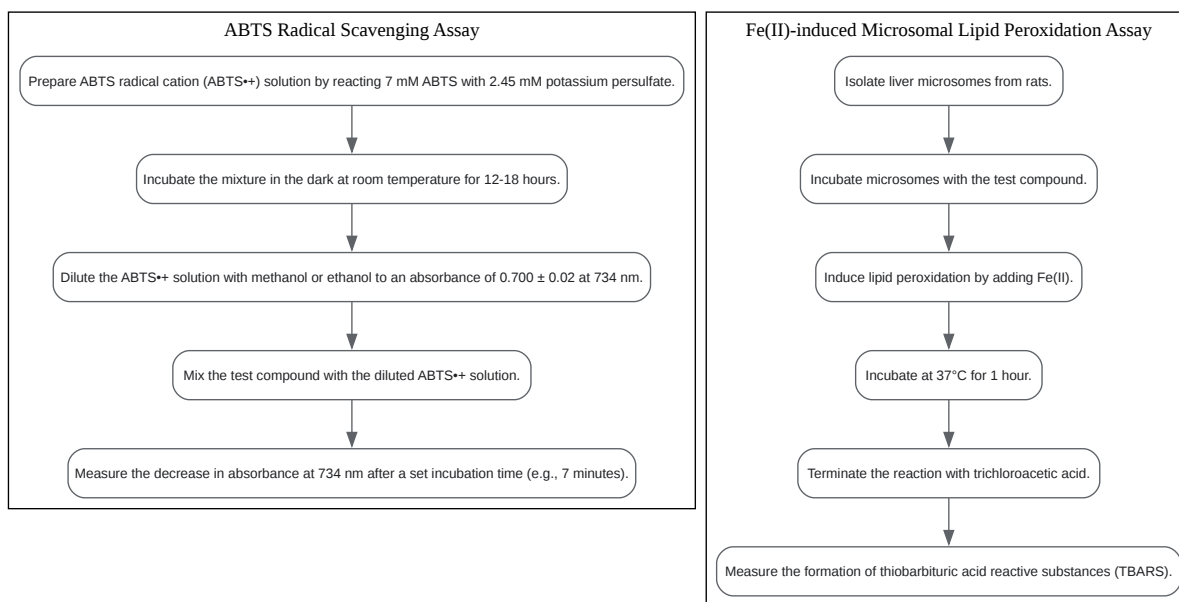 ABTS Radical Scavenging Assay
Prepare ABTS radical cation (ABTS•+) solution by reacting 7 mM ABTS with 2.45 mM potassium persulfate.
Incubate the mixture in the dark at room temperature for 12-18 hours.
Dilute the ABTS•+ solution with methanol or ethanol to an absorbance of 0.700 ± 0.02 at 734 nm.
Mix the test compound with the diluted ABTS•+ solution.
Measure the decrease in absorbance at 734 nm after a set incubation time (e.g., 7 minutes).
Fe(II)-induced Microsomal Lipid Peroxidation Assay
Isolate liver microsomes from rats.
Incubate microsomes with the test compound.
Induce lipid peroxidation by adding Fe(II).
Incubate at 37°C for 1 hour.
Terminate the reaction with trichloroacetic acid.
Measure the formation of thiobarbituric acid reactive substances (TBARS).